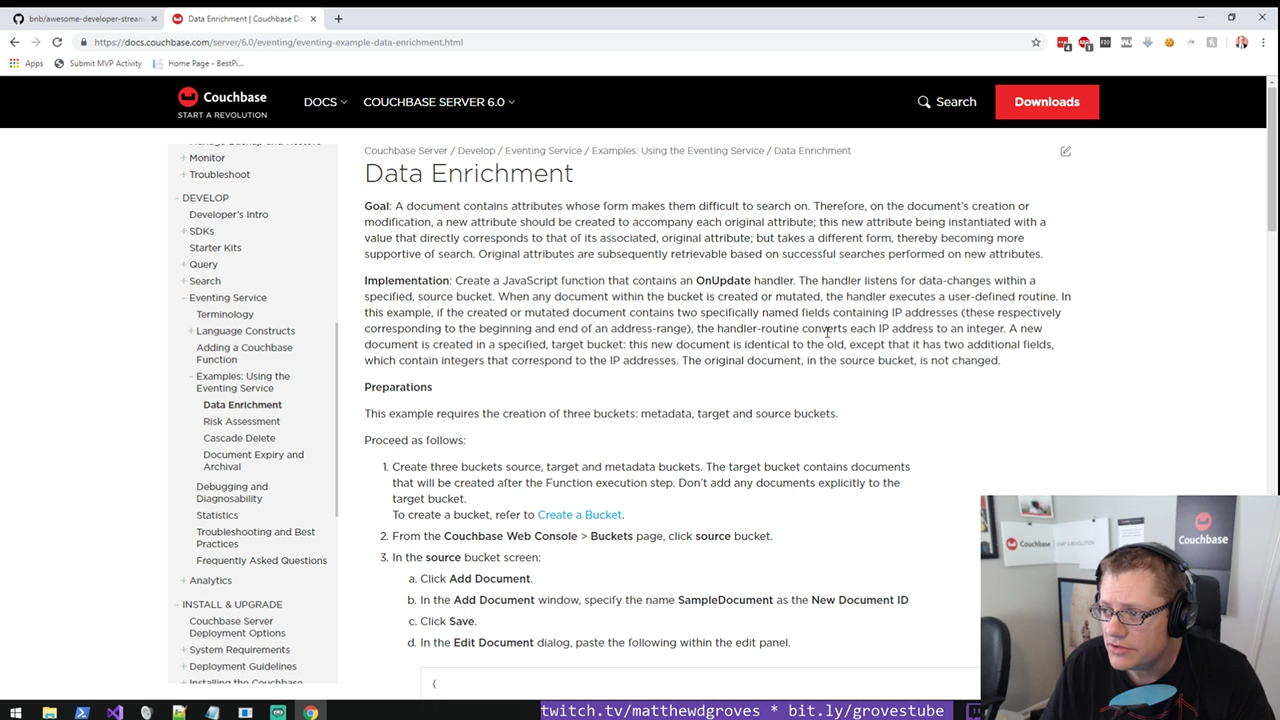 bnb/awesome-developer-stream
Data Enrichment | Couchbase Do
https://docs.couchbase.com/server/6.0/eventing/eventing-example-data-enrichment.html
Apps
Submit MVP Activity
Home Page - BestPi...
Couchbase
START A REVOLUTION
DOCS
COUCHBASE SERVER 6.0
Search
Downloads
Monitor
Troubleshoot
DEVELOP
Developer's Intro
SDKs
Starter Kits
Query
Search
Eventing Service
Terminology
Language Constructs
Adding a Couchbase
Function
Examples: Using the
Eventing Service
Data Enrichment
Risk Assessment
Cascade Delete
Document Expiry and
Archival
Debugging and
Diagnosability
Statistics
Troubleshooting and Best
Practices
Frequently Asked Questions
Analytics
INSTALL & UPGRADE
Couchbase Server
Deployment Options
System Requirements
Deployment Guidelines
Installing the Couchbase
Couchbase Server / Develop / Eventing Service / Examples: Using the Eventing Service / Data Enrichment
Data Enrichment
Goal: A document contains attributes whose form makes them difficult to search on. Therefore, on the document's creation or
modification, a new attribute should be created to accompany each original attribute; this new attribute being instantiated with a
value that directly corresponds to that of its associated, original attribute; but takes a different form, thereby becoming more
supportive of search. Original attributes are subsequently retrievable based on successful searches performed on new attributes.
Implementation: Create a JavaScript function that contains an OnUpdate handler. The handler listens for data-changes within a
specified, source bucket. When any document within the bucket is created or mutated, the handler executes a user-defined routine. In
this example, if the created or mutated document contains two specifically named fields containing IP addresses (these respectively
corresponding to the beginning and end of an address-range), the handler-routine converts each IP address to an integer. A new
document is created in a specified, target bucket: this new document is identical to the old, except that it has two additional fields,
which contain integers that correspond to the IP addresses. The original document, in the source bucket, is not changed.
Preparations
This example requires the creation of three buckets: metadata, target and source buckets.
Proceed as follows:
1. Create three buckets source, target and metadata buckets. The target bucket contains documents
that will be created after the Function execution step. Don't add any documents explicitly to the
target bucket.
To create a bucket, refer to Create a Bucket.
2. From the Couchbase Web Console > Buckets page, click source bucket.
3. In the source bucket screen:
a. Click Add Document.
b. In the Add Document window, specify the name SampleDocument as the New Document ID
c. Click Save.
d. In the Edit Document dialog, paste the following within the edit panel.
{
Couchbase
START A REVOLUTION
Couchbase
twitch.tv/matthewdgroves * bit.ly/grovestube